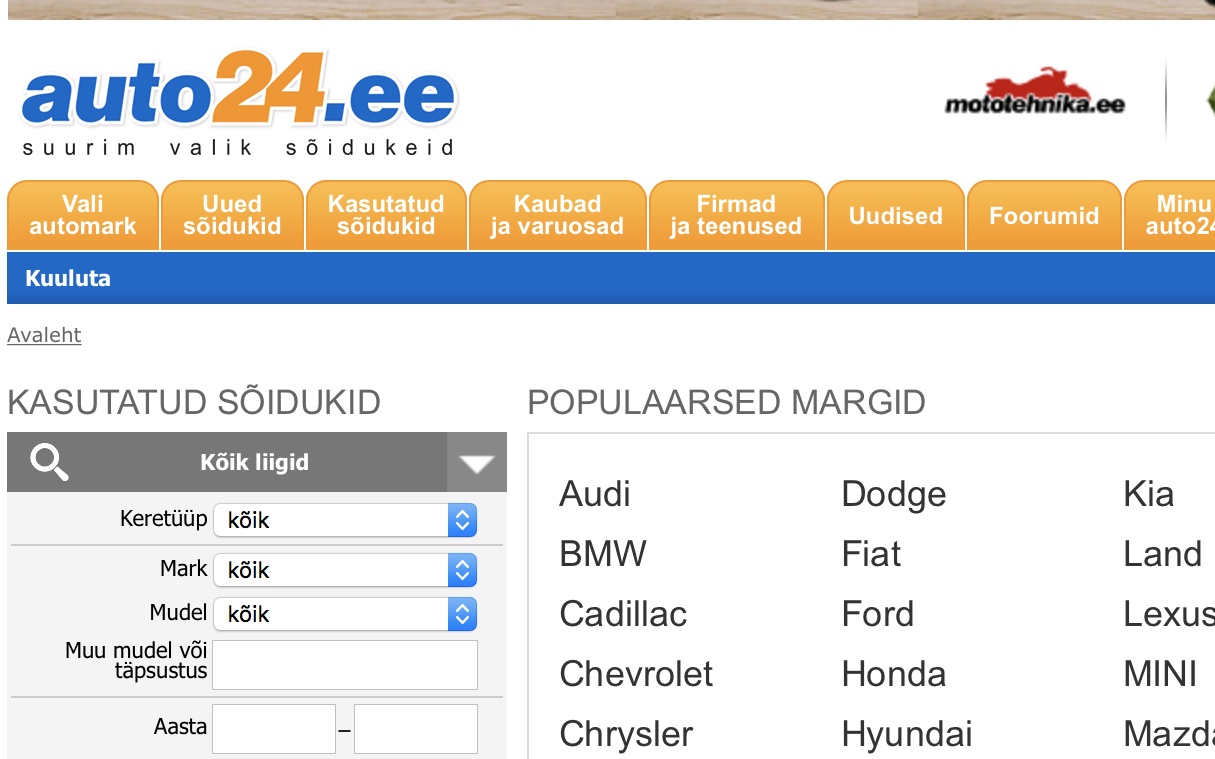 auto24.ee
suurim valik sõidukeid
mototehnika.ee
Vali
automark
Uued
sõidukid
Kasutatud
sõidukid
Kaubad
ja varuosad
Firmad
ja teenused
Uudised
Foorumid
Minu
auto24
Kuuluta
Avaleht
KASUTATUD SÕIDUKID
Kõik liigid
Keretüüp kõik
Mark kõik
Mudel kõik
Muu mudel või
täpsustus
Aasta –
POPULAARSED MARGID
Audi Dodge Kia
BMW Fiat Land
Cadillac Ford Lexus
Chevrolet Honda MINI
Chrysler Hyundai Mazda